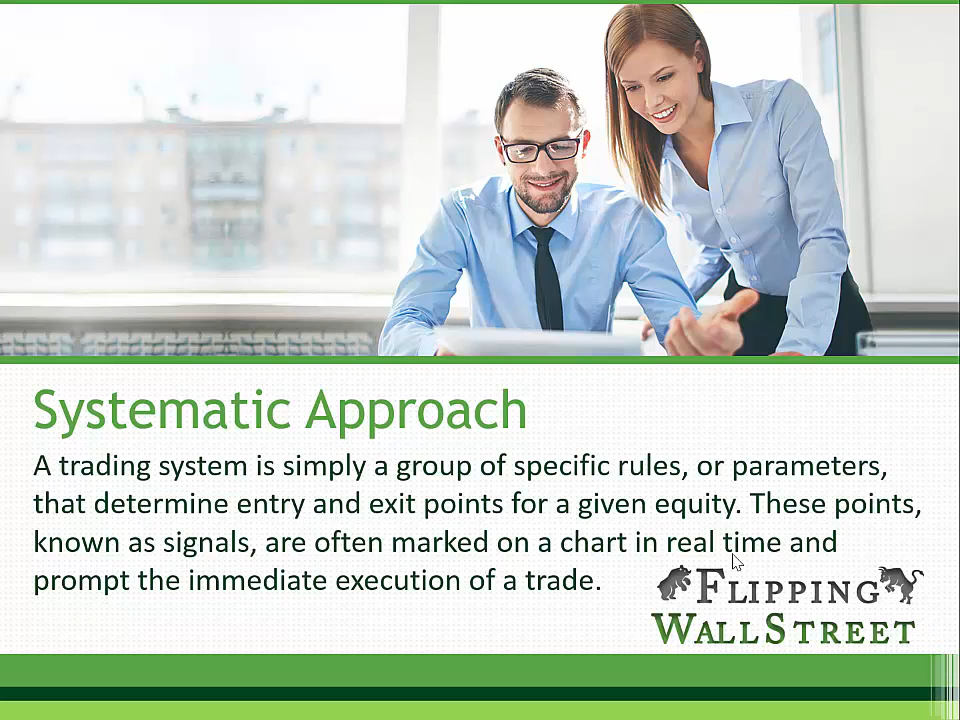 Systematic Approach
A trading system is simply a group of specific rules, or parameters,
that determine entry and exit points for a given equity. These points,
known as signals, are often marked on a chart in real time and
prompt the immediate execution of a trade.
FLIPPING
WALL STREET